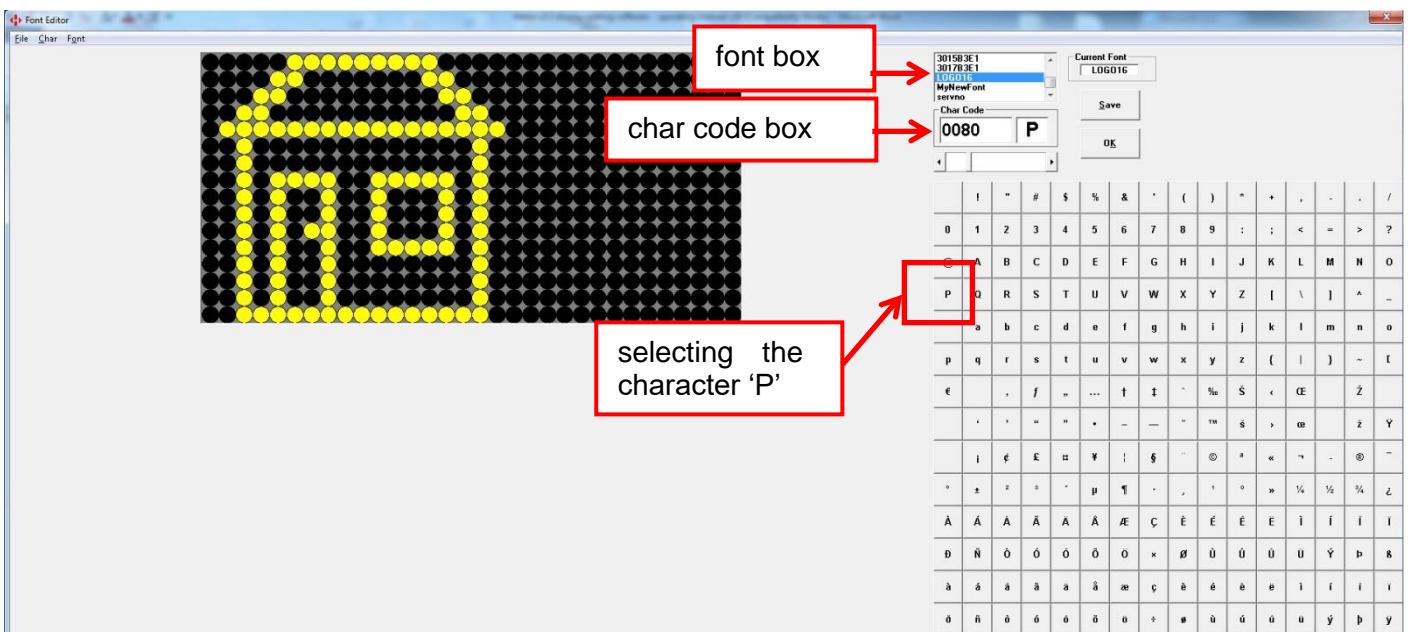 Font Editor
File Char Font
font box
3015B3E1
3017B3E1
LOGO16
MyNewFont
servno
Current Font
LOGO16
Save
OK
char code box
Char Code
0080 P
selecting the
character ‘P’
! " # $ % & ' ( ) * + , - . /
0 1 2 3 4 5 6 7 8 9 : ; < = > ?
@ A B C D E F G H I J K L M N O
P Q R S T U V W X Y Z [ \ ] ^ _
a b c d e f g h i j k l m n o
p q r s t u v w x y z { | } ~
€ ‚ ƒ „ … † ‡ ˆ ‰ Š ‹ Œ Ž
‘ ’ “ ” • – — ˜ ™ š › œ ž Ÿ
¡ ¢ £ ¤ ¥ ¦ § ¨ © ª « ¬ - ® ¯
° ± ² ³ ´ µ ¶ · ¸ ¹ º » ¼ ½ ¾ ¿
À Á Â Ã Ä Å Æ Ç È É Ê Ë Ì Í Î Ï
Ð Ñ Ò Ó Ô Õ Ö × Ø Ù Ú Û Ü Ý Þ ß
à á â ã ä å æ ç è é ê ë ì í î ï
ð ñ ò ó ô õ ö ÷ ø ù ú û ü ý þ ÿ